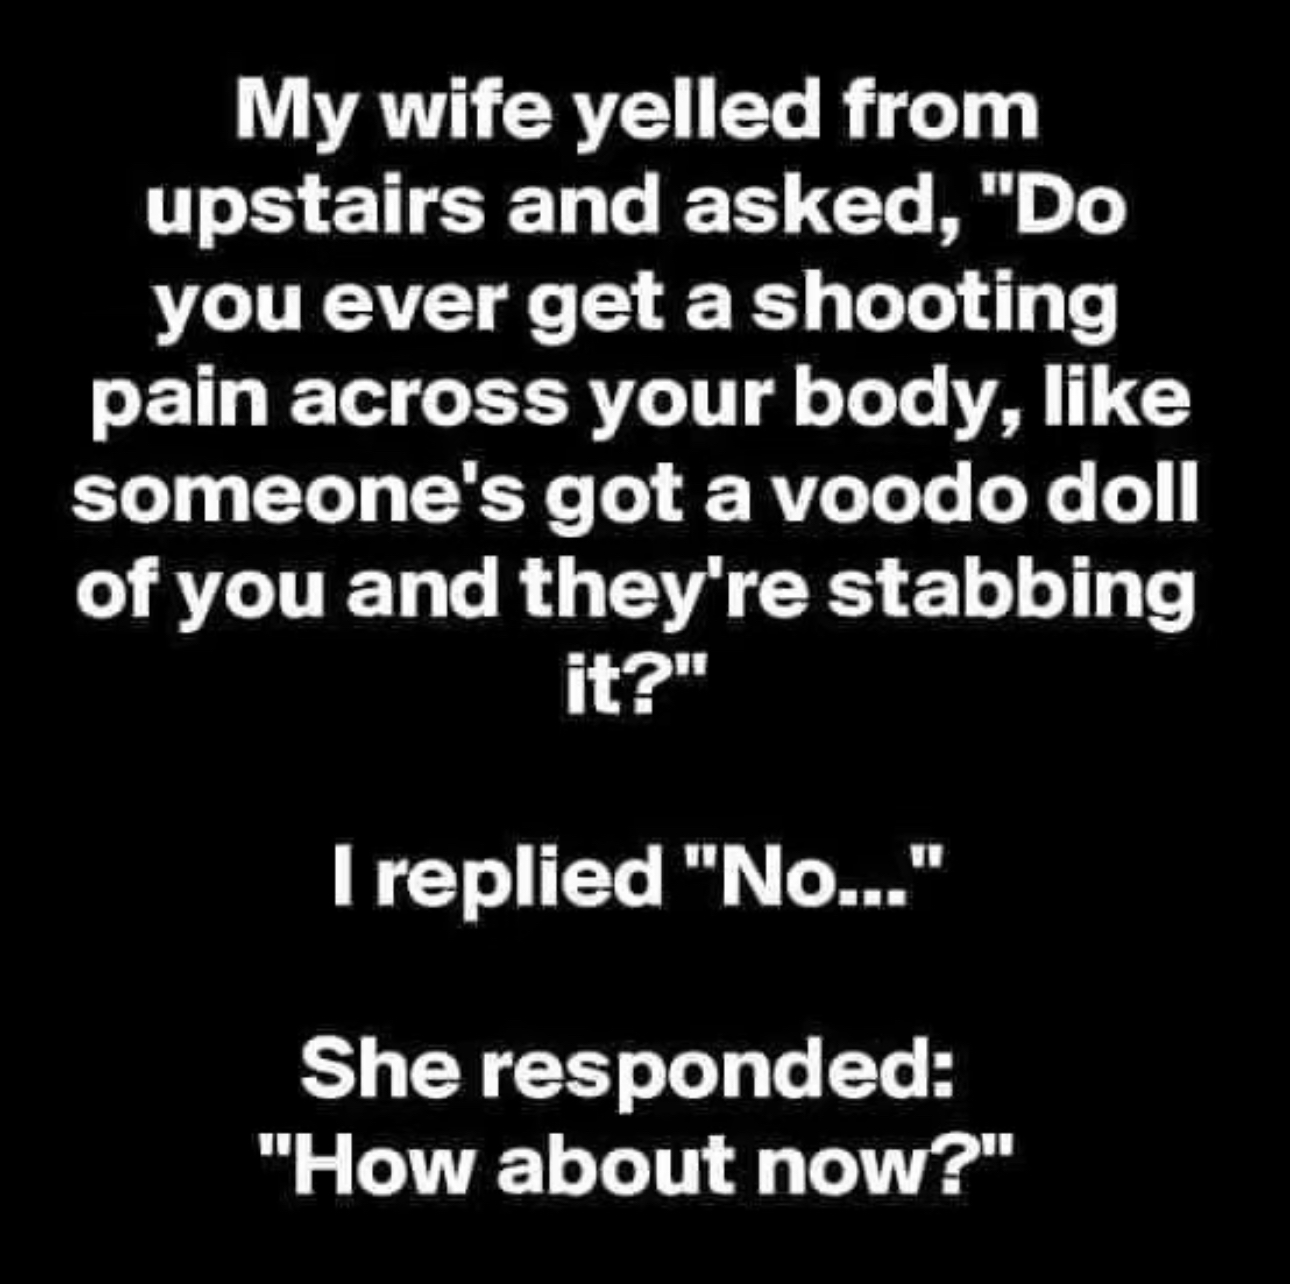 My wife yelled from
upstairs and asked, "Do
you ever get a shooting
pain across your body, like
someone's got a voodo doll
of you and they're stabbing
it?"
I replied "No..."
She responded:
"How about now?"